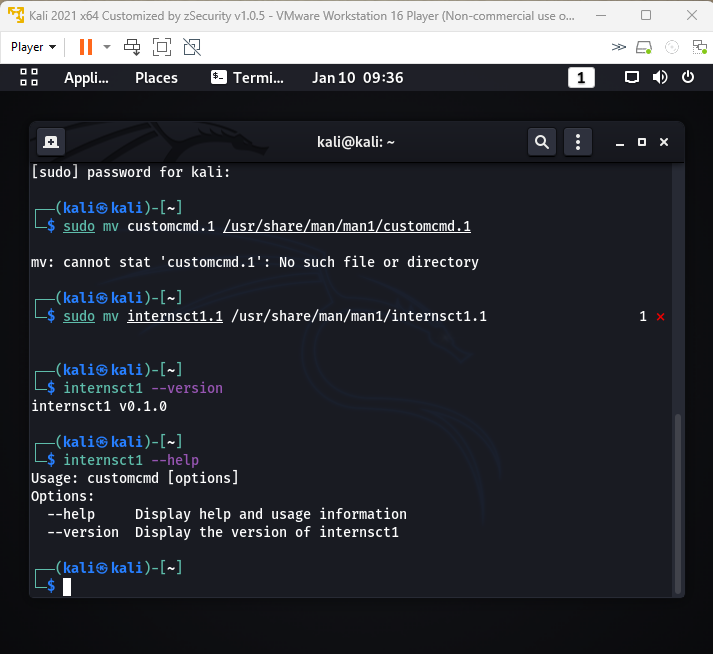 Kali 2021 x64 Customized by zSecurity v1.0.5 - VMware Workstation 16 Player (Non-commercial use o...
Player
Appli... Places Termi... Jan 10 09:36 1
kali@kali: ~
[sudo] password for kali:
┌──(kali㉿kali)-[~]
└─$ sudo mv customcmd.1 /usr/share/man/man1/customcmd.1
mv: cannot stat 'customcmd.1': No such file or directory
┌──(kali㉿kali)-[~]
└─$ sudo mv internsct1.1 /usr/share/man/man1/internsct1.1 1 ⨯
┌──(kali㉿kali)-[~]
└─$ internsct1 --version
internsct1 v0.1.0
┌──(kali㉿kali)-[~]
└─$ internsct1 --help
Usage: customcmd [options]
Options:
--help Display help and usage information
--version Display the version of internsct1
┌──(kali㉿kali)-[~]
└─$